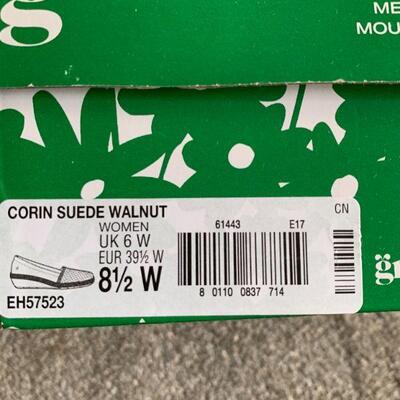 g
ME
MOU
CORIN SUEDE WALNUT
WOMEN
UK 6 W
EUR 39½ W
8½ W
EH57523
61443 E17
8 0110 0837 714
CN
gr